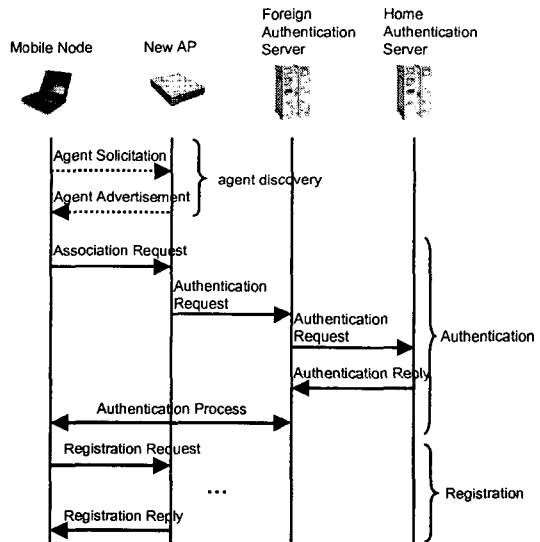 Mobile Node
New AP
Foreign
Authentication
Server
Home
Authentication
Server
Agent Solicitation
agent discovery
Agent Advertisement
Association Request
Authentication
Request
Authentication
Request
Authentication
Authentication Reply
Authentication Process
Registration Request
...
Registration
Registration Reply